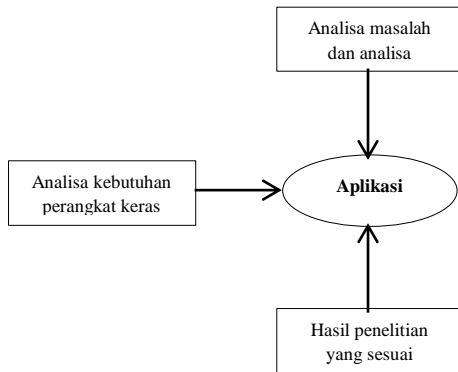 Analisa masalah
dan analisa
Analisa kebutuhan
perangkat keras
Aplikasi
Hasil penelitian
yang sesuai